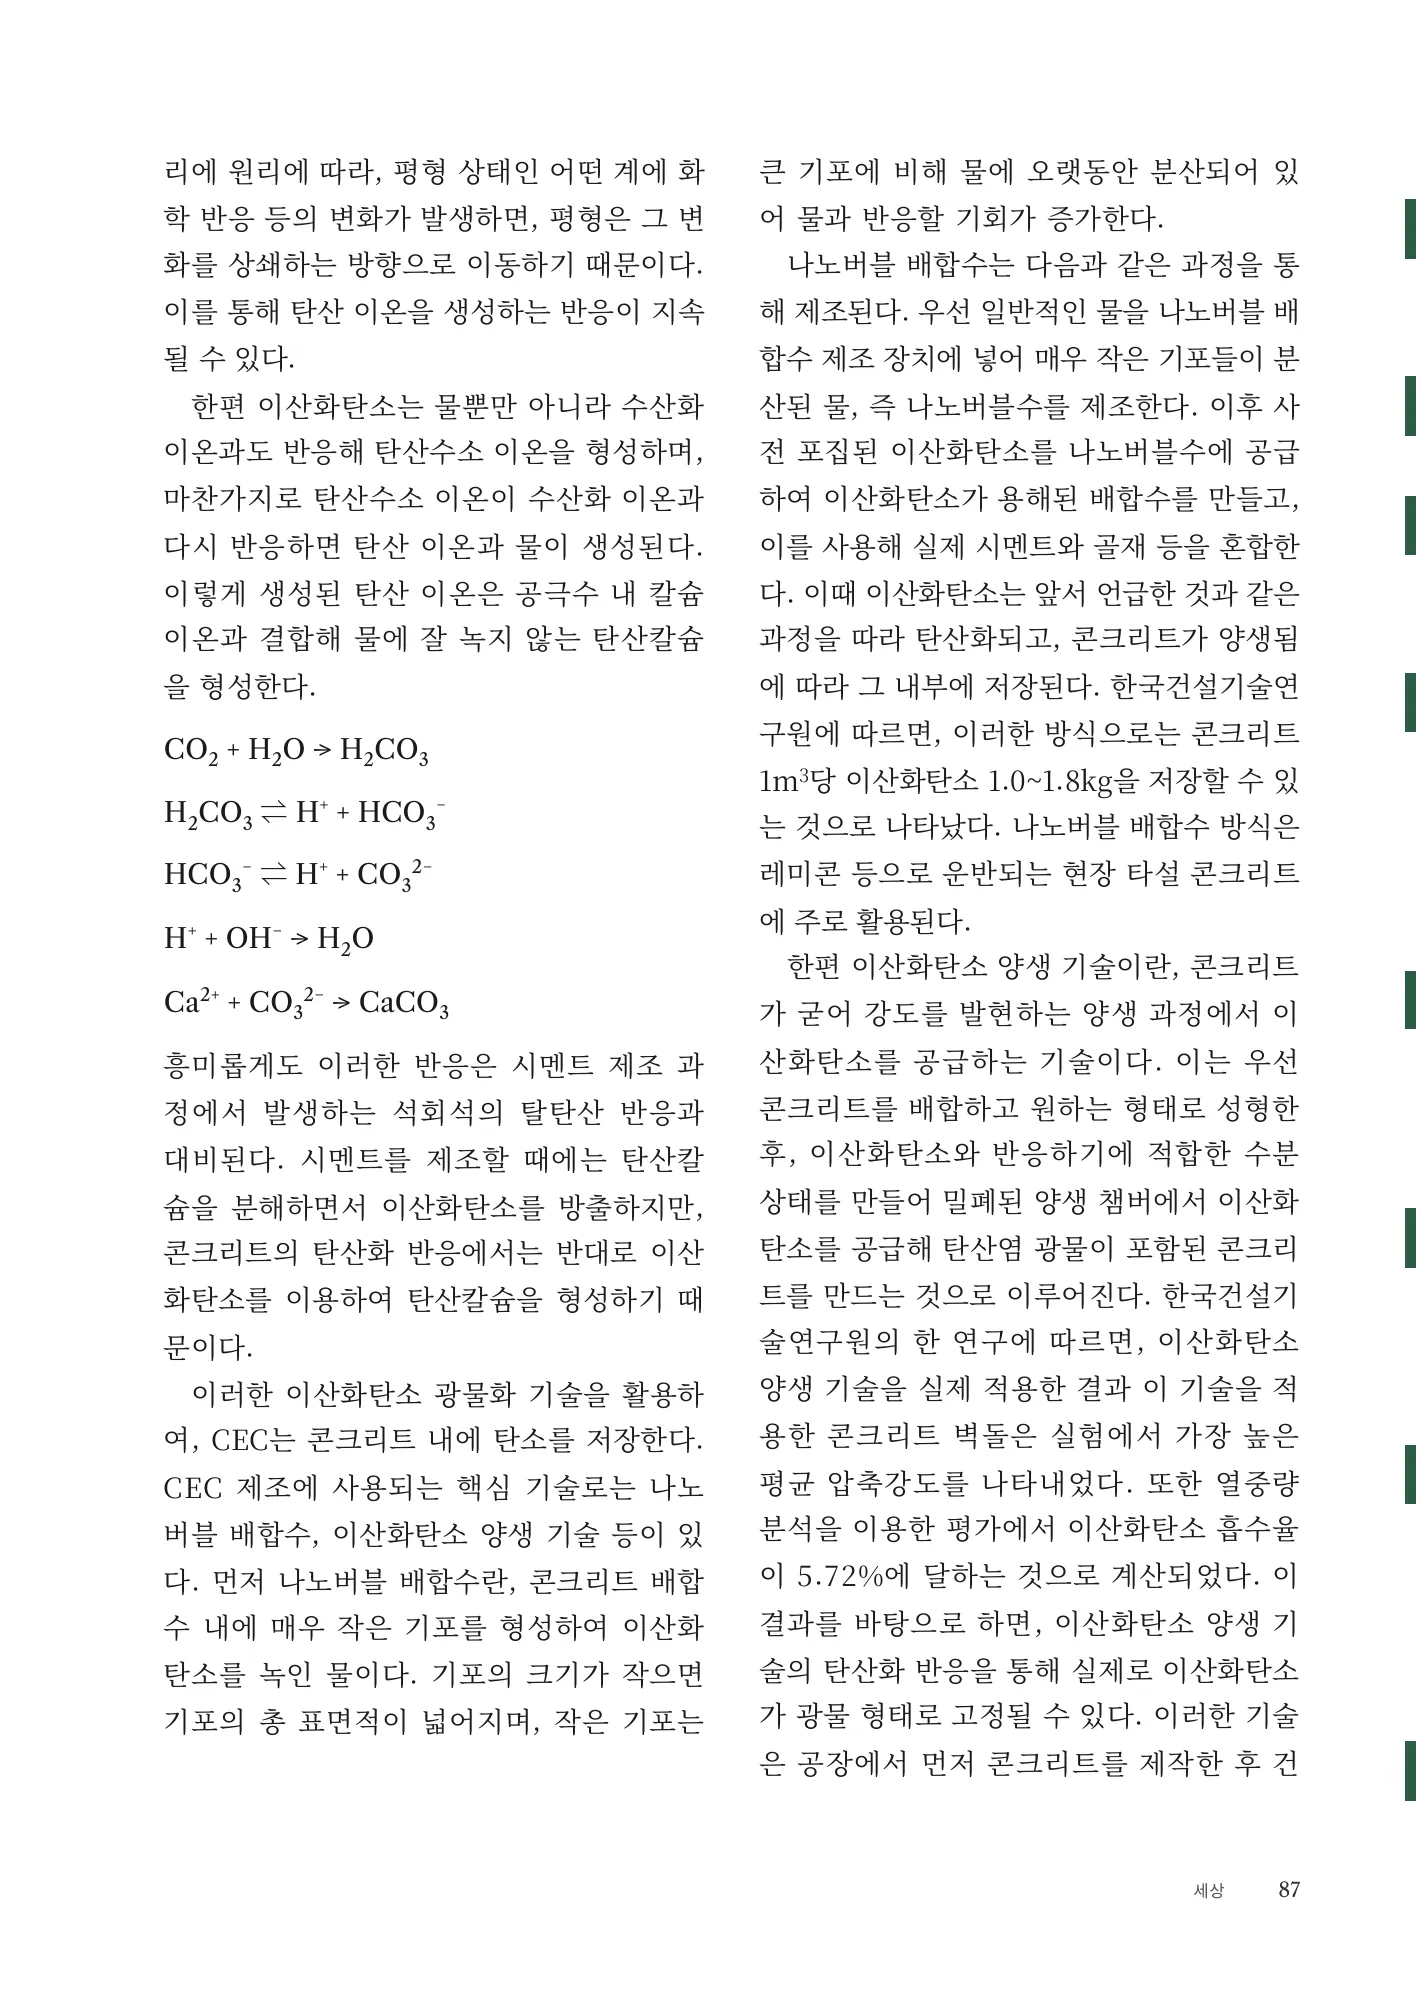 리에 원리에 따라, 평형 상태인 어떤 계에 화
학 반응 등의 변화가 발생하면, 평형은 그 변
화를 상쇄하는 방향으로 이동하기 때문이다.
이를 통해 탄산 이온을 생성하는 반응이 지속
될 수 있다.
한편 이산화탄소는 물뿐만 아니라 수산화
이온과도 반응해 탄산수소 이온을 형성하며,
마찬가지로 탄산수소 이온이 수산화 이온과
다시 반응하면 탄산 이온과 물이 생성된다.
이렇게 생성된 탄산 이온은 공극수 내 칼슘
이온과 결합해 물에 잘 녹지 않는 탄산칼슘
을 형성한다.
CO₂ + H₂O → H₂CO₃
H₂CO₃ ⇌ H⁺ + HCO₃⁻
HCO₃⁻ ⇌ H⁺ + CO₃²⁻
H⁺ + OH⁻ → H₂O
Ca²⁺ + CO₃²⁻ → CaCO₃
흥미롭게도 이러한 반응은 시멘트 제조 과
정에서 발생하는 석회석의 탈탄산 반응과
대비된다. 시멘트를 제조할 때에는 탄산칼
슘을 분해하면서 이산화탄소를 방출하지만,
콘크리트의 탄산화 반응에서는 반대로 이산
화탄소를 이용하여 탄산칼슘을 형성하기 때
문이다.
이러한 이산화탄소 광물화 기술을 활용하
여, CEC는 콘크리트 내에 탄소를 저장한다.
CEC 제조에 사용되는 핵심 기술로는 나노
버블 배합수, 이산화탄소 양생 기술 등이 있
다. 먼저 나노버블 배합수란, 콘크리트 배합
수 내에 매우 작은 기포를 형성하여 이산화
탄소를 녹인 물이다. 기포의 크기가 작으면
기포의 총 표면적이 넓어지며, 작은 기포는
큰 기포에 비해 물에 오랫동안 분산되어 있
어 물과 반응할 기회가 증가한다.
나노버블 배합수는 다음과 같은 과정을 통
해 제조된다. 우선 일반적인 물을 나노버블 배
합수 제조 장치에 넣어 매우 작은 기포들이 분
산된 물, 즉 나노버블수를 제조한다. 이후 사
전 포집된 이산화탄소를 나노버블수에 공급
하여 이산화탄소가 용해된 배합수를 만들고,
이를 사용해 실제 시멘트와 골재 등을 혼합한
다. 이때 이산화탄소는 앞서 언급한 것과 같은
과정을 따라 탄산화되고, 콘크리트가 양생됨
에 따라 그 내부에 저장된다. 한국건설기술연
구원에 따르면, 이러한 방식으로는 콘크리트
1m³당 이산화탄소 1.0~1.8kg을 저장할 수 있
는 것으로 나타났다. 나노버블 배합수 방식은
레미콘 등으로 운반되는 현장 타설 콘크리트
에 주로 활용된다.
한편 이산화탄소 양생 기술이란, 콘크리트
가 굳어 강도를 발현하는 양생 과정에서 이
산화탄소를 공급하는 기술이다. 이는 우선
콘크리트를 배합하고 원하는 형태로 성형한
후, 이산화탄소와 반응하기에 적합한 수분
상태를 만들어 밀폐된 양생 챔버에서 이산화
탄소를 공급해 탄산염 광물이 포함된 콘크리
트를 만드는 것으로 이루어진다. 한국건설기
술연구원의 한 연구에 따르면, 이산화탄소
양생 기술을 실제 적용한 결과 이 기술을 적
용한 콘크리트 벽돌은 실험에서 가장 높은
평균 압축강도를 나타내었다. 또한 열중량
분석을 이용한 평가에서 이산화탄소 흡수율
이 5.72%에 달하는 것으로 계산되었다. 이
결과를 바탕으로 하면, 이산화탄소 양생 기
술의 탄산화 반응을 통해 실제로 이산화탄소
가 광물 형태로 고정될 수 있다. 이러한 기술
은 공장에서 먼저 콘크리트를 제작한 후 건
세상 87